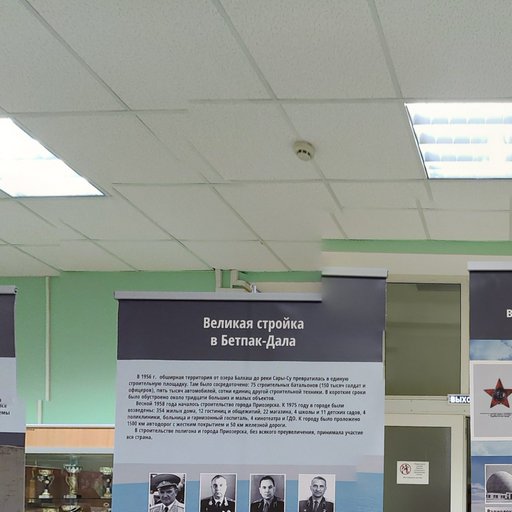 Великая стройка
в Бетпак-Дала
В 1956 г. обширная территория от озера Балхаш до реки Сары-Су превратилась в единую
строительную площадку. Там было сосредоточено: 75 строительных батальонов (150 тысяч солдат и
офицеров), пять тысяч автомобилей, сотни единиц другой строительной техники. В короткие сроки
было обустроено около тридцати больших и малых объектов.
Весной 1958 года началось строительство города Приозерска. К 1975 году в городе были
возведены: 354 жилых дома, 12 гостиниц и общежитий, 22 магазина, 4 школы и 11 детских садов, 4
поликлиники, больница и гарнизонный госпиталь, 8 кинотеатр и ГДО. К городу было проложено
1500 км автодорог с жестким покрытием и 50 км железной дороги.
В строительстве полигона и города Приозерска, без всякого преувеличения, принимала участие
вся страна.
ВЫХО
В